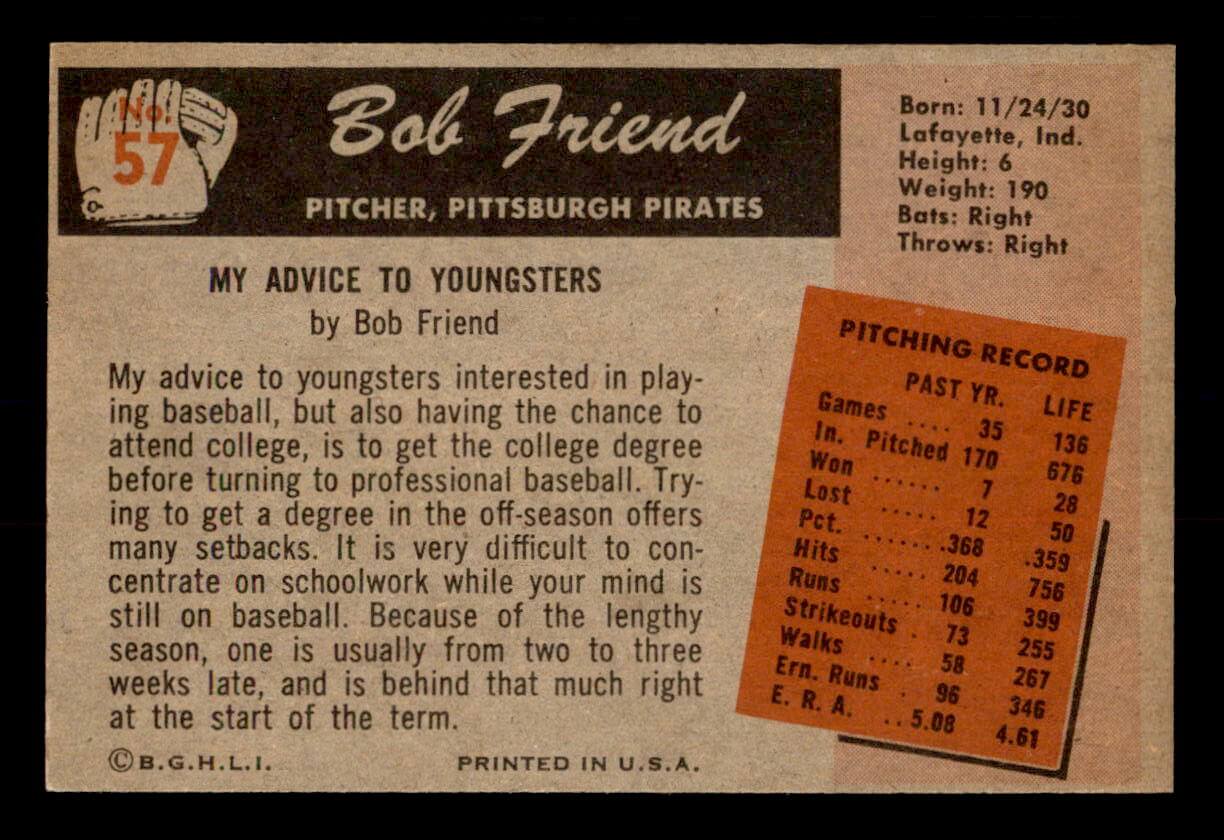 No.
57
Bob Friend
PITCHER, PITTSBURGH PIRATES
Born: 11/24/30
Lafayette, Ind.
Height: 6
Weight: 190
Bats: Right
Throws: Right
MY ADVICE TO YOUNGSTERS
by Bob Friend
My advice to youngsters interested in play-
ing baseball, but also having the chance to
attend college, is to get the college degree
before turning to professional baseball. Try-
ing to get a degree in the off-season offers
many setbacks. It is very difficult to con-
centrate on schoolwork while your mind is
still on baseball. Because of the lengthy
season, one is usually from two to three
weeks late, and is behind that much right
at the start of the term.
©B.G.H.L.I. PRINTED IN U.S.A.
PITCHING RECORD
PAST YR. LIFE
Games .... 35 136
In. Pitched 170 676
Won ...... 7 28
Lost ..... 12 50
Pct. .......368 .359
Hits ..... 204 756
Runs ..... 106 399
Strikeouts . 73 255
Walks .... 58 267
Ern. Runs . 96 346
E. R. A. ..5.08 4.61